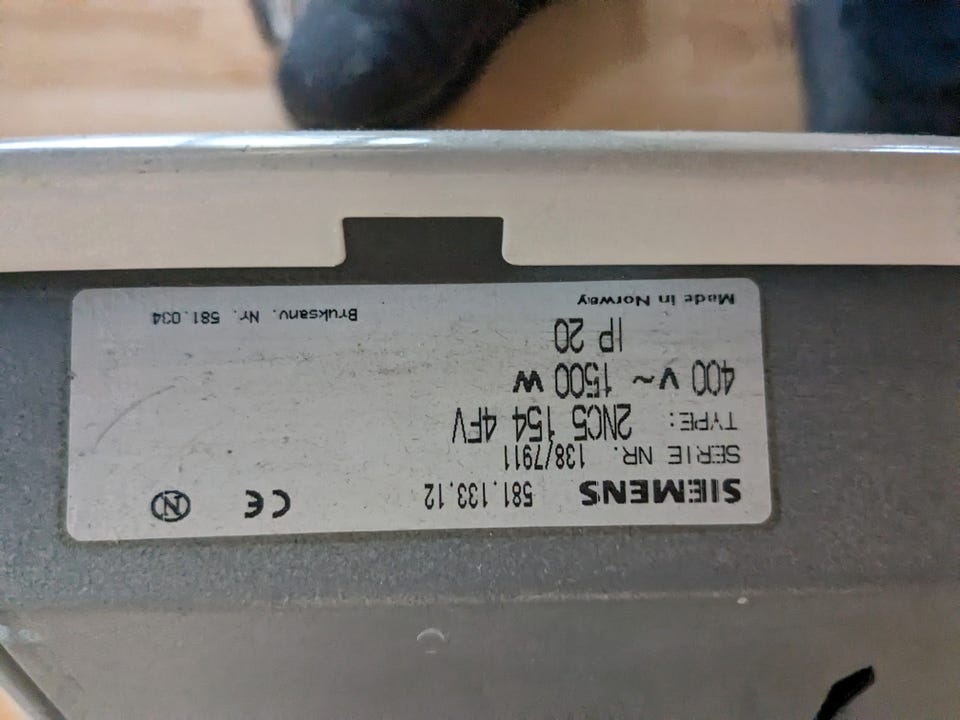 SIEMENS 581.133.12 CE N
SERIE NR. 138/7911
TYPE: 2NC5 154 4FV
400 V~ 1500 W
IP 20
Made in Norway Bruksanv. Nr. 581.034